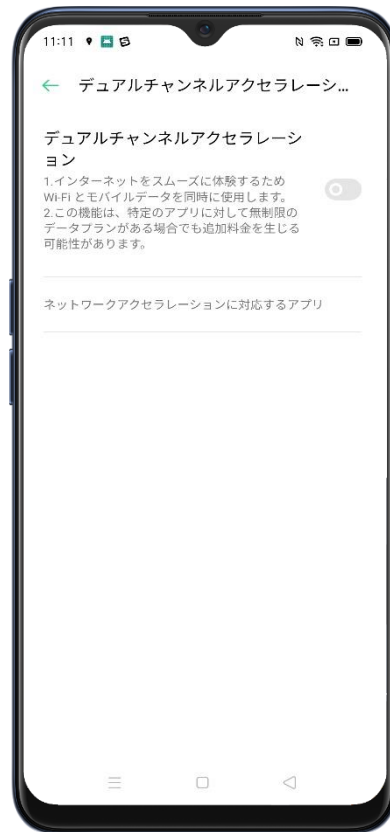 11:11
デュアルチャンネルアクセラレーシ...
デュアルチャンネルアクセラレーシ
ョン
1.インターネットをスムーズに体験するため
Wi-Fi とモバイルデータを同時に使用します。
2.この機能は、特定のアプリに対して無制限の
データプランがある場合でも追加料金を生じる
可能性があります。
ネットワークアクセラレーションに対応するアプリ